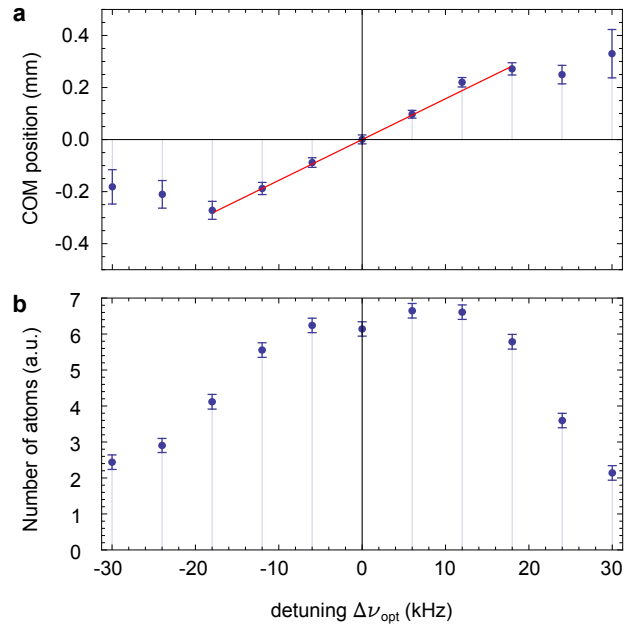 a
0.4
0.2
0.0
-0.2
-0.4
COM position (mm)
b
7
6
5
4
3
2
1
0
Number of atoms (a.u.)
-30 -20 -10 0 10 20 30
detuning Δν_opt (kHz)